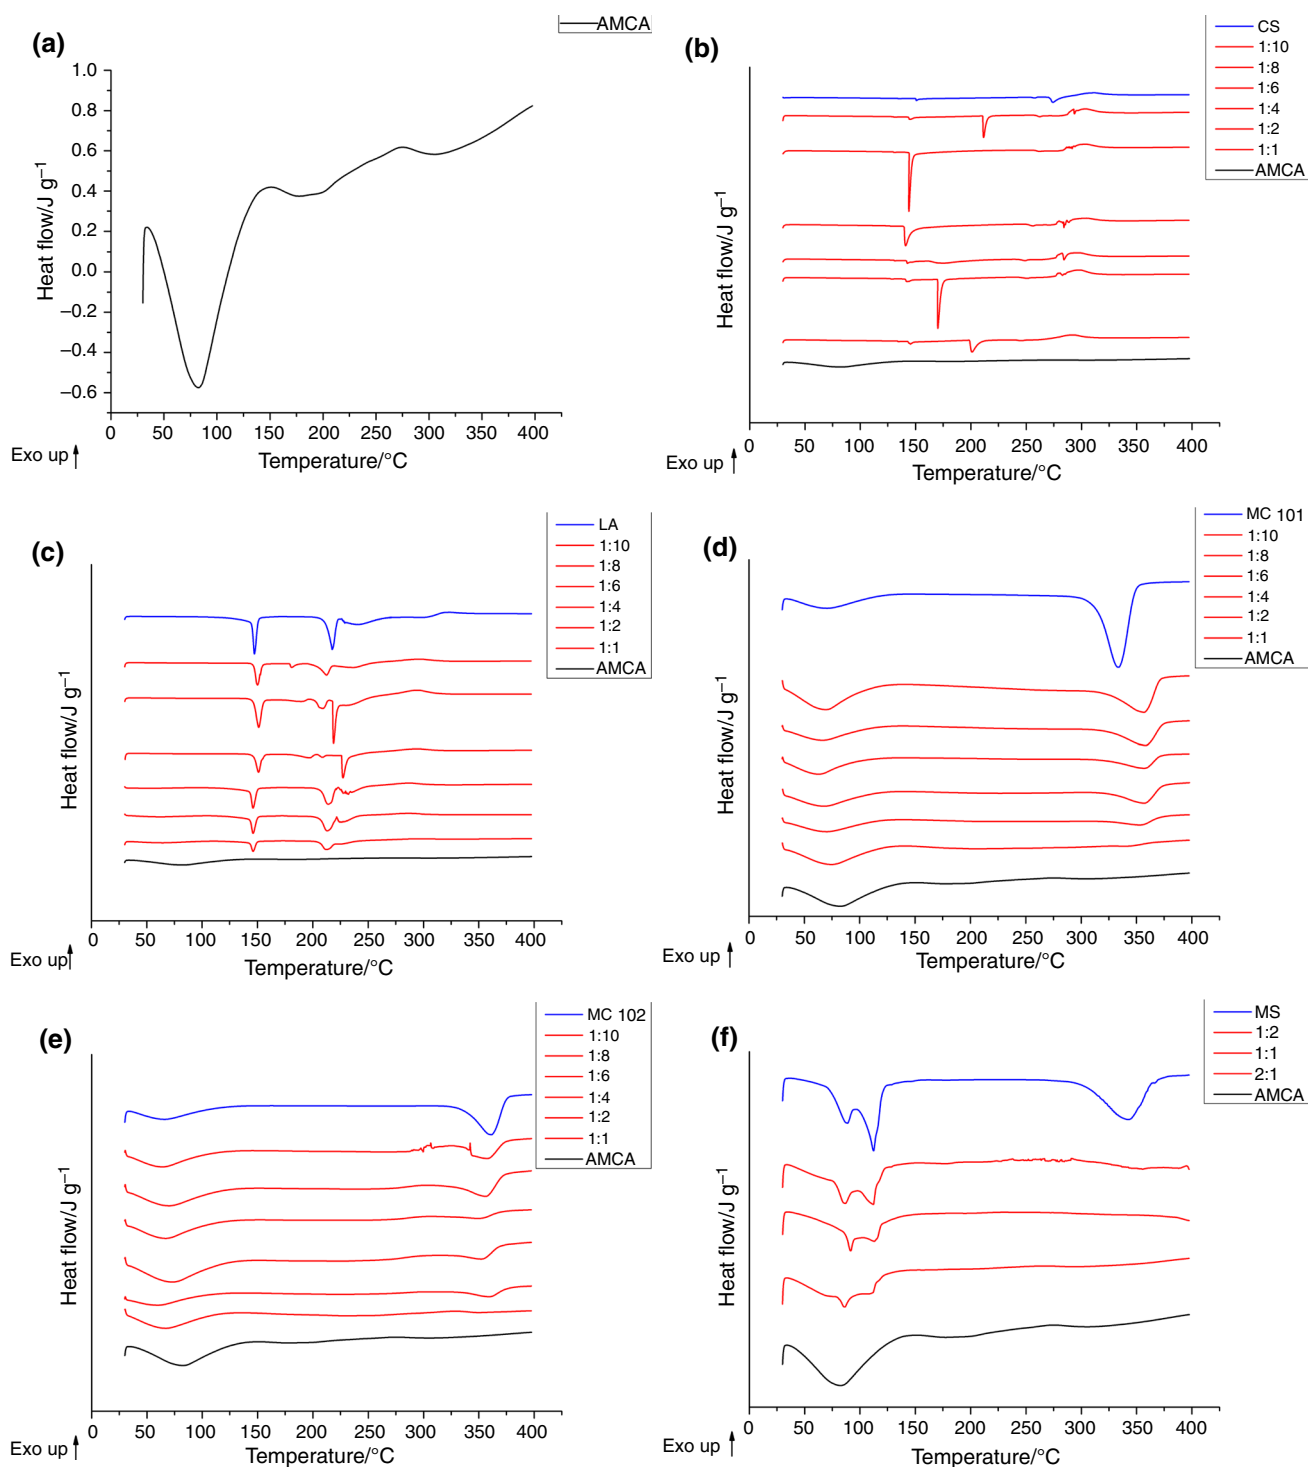 (a)
AMCA
1.0
0.8
0.6
0.4
0.2
0.0
–0.2
–0.4
–0.6
Heat flow/J g–1
0 50 100 150 200 250 300 350 400
Temperature/°C
Exo up
(b)
CS
1:10
1:8
1:6
1:4
1:2
1:1
AMCA
Heat flow/J g–1
0 50 100 150 200 250 300 350 400
Temperature/°C
Exo up
(c)
LA
1:10
1:8
1:6
1:4
1:2
1:1
AMCA
Heat flow/J g–1
0 50 100 150 200 250 300 350 400
Temperature/°C
Exo up
(d)
MC 101
1:10
1:8
1:6
1:4
1:2
1:1
AMCA
Heat flow/J g–1
0 50 100 150 200 250 300 350 400
Temperature/°C
Exo up
(e)
MC 102
1:10
1:8
1:6
1:4
1:2
1:1
AMCA
Heat flow/J g–1
0 50 100 150 200 250 300 350 400
Temperature/°C
Exo up
(f)
MS
1:2
1:1
2:1
AMCA
Heat flow/J g–1
0 50 100 150 200 250 300 350 400
Temperature/°C
Exo up